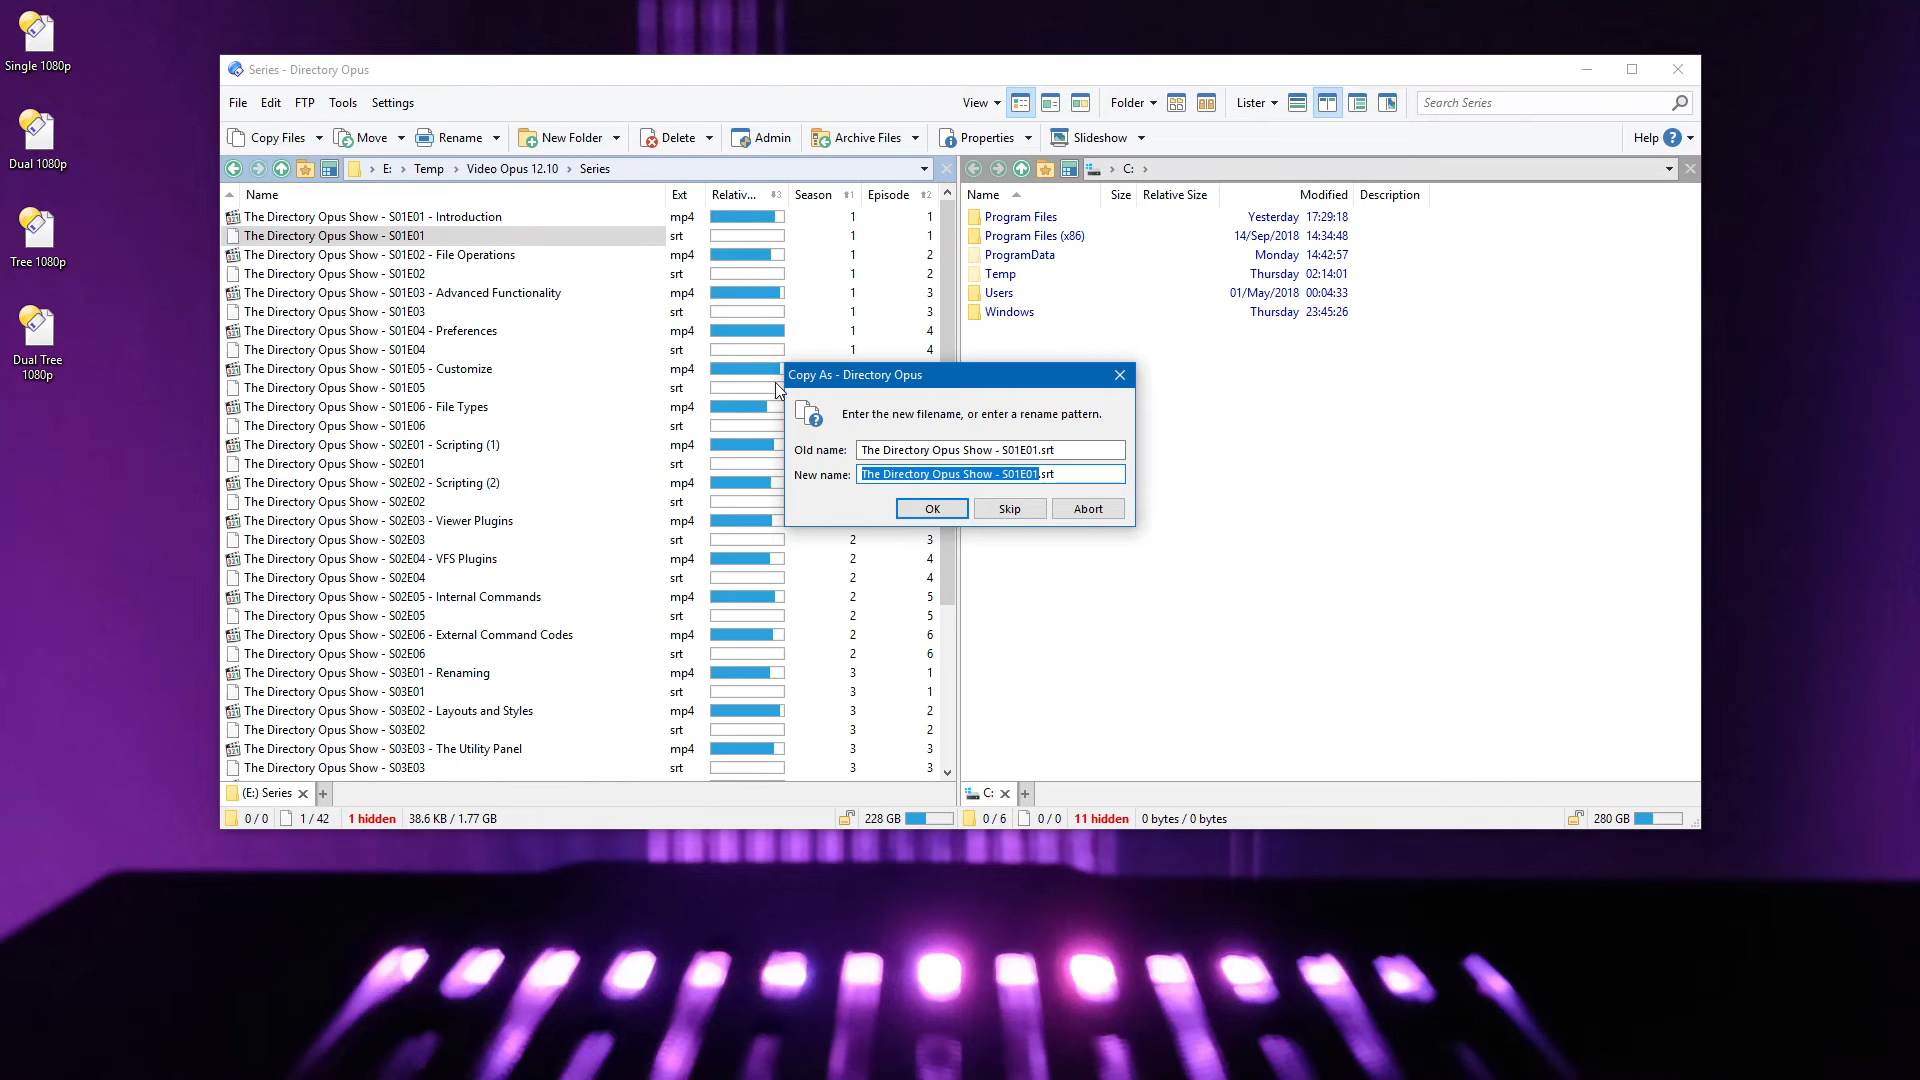 Single 1080p
Dual 1080p
Tree 1080p
Dual Tree
1080p
Series - Directory Opus
File Edit FTP Tools Settings
View Folder Lister Search Series
Copy Files Move Rename New Folder Delete Admin Archive Files Properties Slideshow Help
E: Temp Video Opus 12.10 Series
C:
Name Ext Relativ... 3 Season 1 Episode 2
The Directory Opus Show - S01E01 - Introduction mp4 1 1
The Directory Opus Show - S01E01 srt 1 1
The Directory Opus Show - S01E02 - File Operations mp4 1 2
The Directory Opus Show - S01E02 srt 1 2
The Directory Opus Show - S01E03 - Advanced Functionality mp4 1 3
The Directory Opus Show - S01E03 srt 1 3
The Directory Opus Show - S01E04 - Preferences mp4 1 4
The Directory Opus Show - S01E04 srt 1 4
The Directory Opus Show - S01E05 - Customize mp4
The Directory Opus Show - S01E05 srt
The Directory Opus Show - S01E06 - File Types mp4
The Directory Opus Show - S01E06 srt
The Directory Opus Show - S02E01 - Scripting (1) mp4
The Directory Opus Show - S02E01 srt
The Directory Opus Show - S02E02 - Scripting (2) mp4
The Directory Opus Show - S02E02 srt
The Directory Opus Show - S02E03 - Viewer Plugins mp4
The Directory Opus Show - S02E03 srt 2 3
The Directory Opus Show - S02E04 - VFS Plugins mp4 2 4
The Directory Opus Show - S02E04 srt 2 4
The Directory Opus Show - S02E05 - Internal Commands mp4 2 5
The Directory Opus Show - S02E05 srt 2 5
The Directory Opus Show - S02E06 - External Command Codes mp4 2 6
The Directory Opus Show - S02E06 srt 2 6
The Directory Opus Show - S03E01 - Renaming mp4 3 1
The Directory Opus Show - S03E01 srt 3 1
The Directory Opus Show - S03E02 - Layouts and Styles mp4 3 2
The Directory Opus Show - S03E02 srt 3 2
The Directory Opus Show - S03E03 - The Utility Panel mp4 3 3
The Directory Opus Show - S03E03 srt 3 3
(E:) Series
0 / 0 1 / 42 1 hidden 38.6 KB / 1.77 GB 228 GB
Name Size Relative Size Modified Description
Program Files Yesterday 17:29:18
Program Files (x86) 14/Sep/2018 14:34:48
ProgramData Monday 14:42:57
Temp Thursday 02:14:01
Users 01/May/2018 00:04:33
Windows Thursday 23:45:26
C:
0 / 6 0 / 0 11 hidden 0 bytes / 0 bytes 280 GB
Copy As - Directory Opus
Enter the new filename, or enter a rename pattern.
Old name: The Directory Opus Show - S01E01.srt
New name: The Directory Opus Show - S01E01.srt
OK Skip Abort